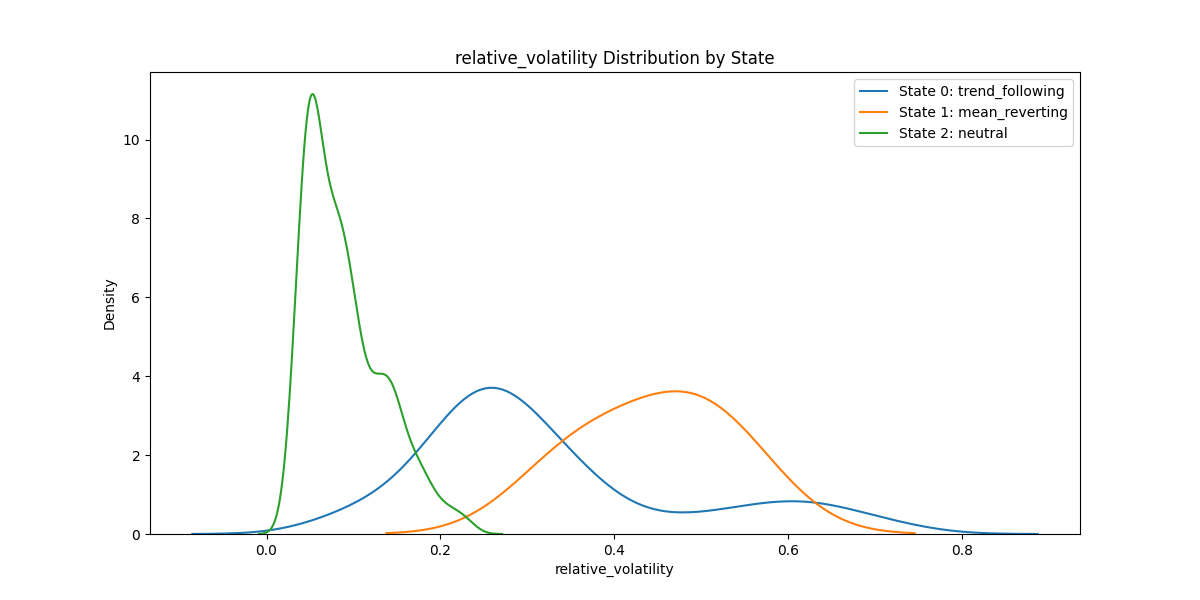 relative_volatility Distribution by State
State 0: trend_following
State 1: mean_reverting
State 2: neutral
Density
10
8
6
4
2
0
0.0 0.2 0.4 0.6 0.8
relative_volatility